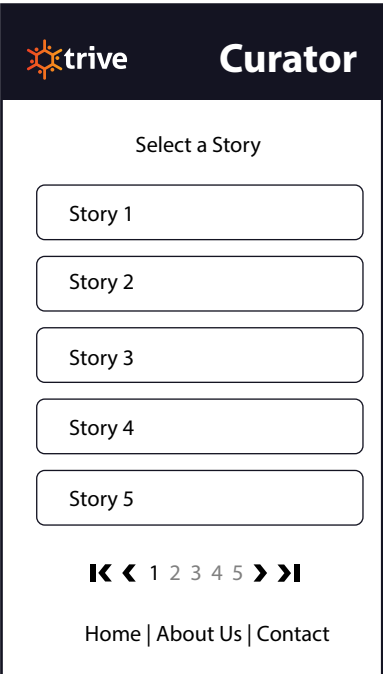 trive Curator
Select a Story
Story 1
Story 2
Story 3
Story 4
Story 5
1 2 3 4 5
Home | About Us | Contact